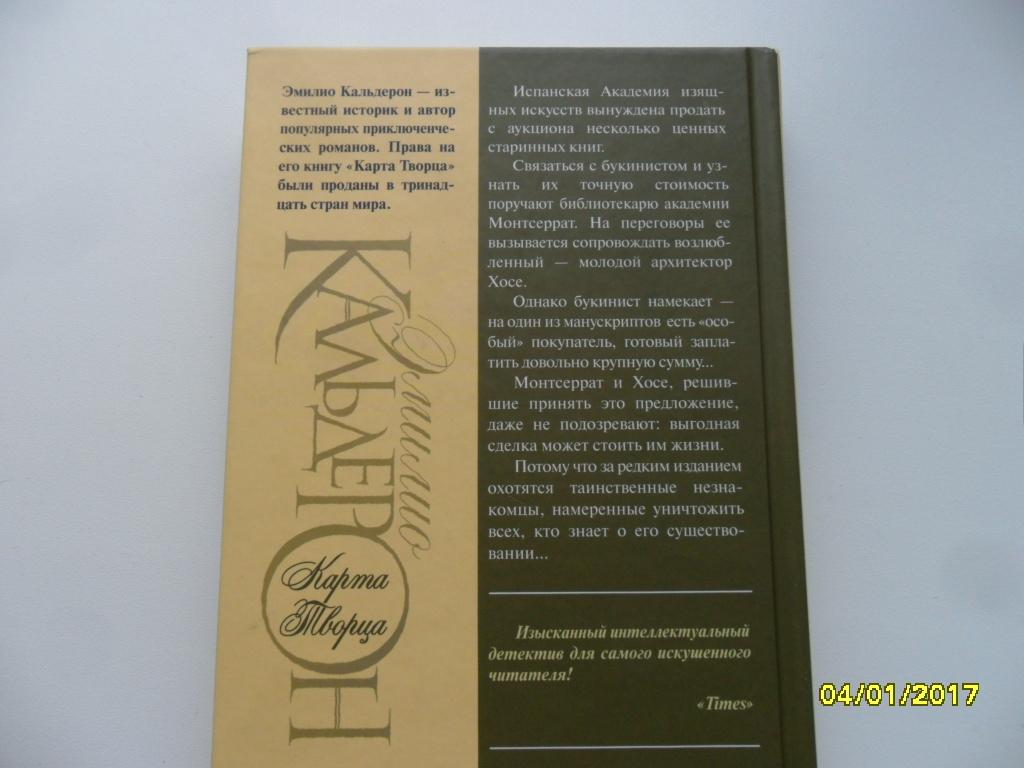 Эмилио Кальдерон — из-
вестный историк и автор
популярных приключенче-
ских романов. Права на
его книгу «Карта Творца»
были проданы в тринад-
цать стран мира.
Эмилио
КАЛЬДЕРОН
Карта
Творца
Испанская Академия изящ-
ных искусств вынуждена продать
с аукциона несколько ценных
старинных книг.
Связаться с букинистом и уз-
нать их точную стоимость
поручают библиотекарю академии
Монтсеррат. На переговоры ее
вызывается сопровождать возлюб-
ленный — молодой архитектор
Хосе.
Однако букинист намекает —
на один из манускриптов есть «осо-
бый» покупатель, готовый запла-
тить довольно крупную сумму...
Монтсеррат и Хосе, решив-
шие принять это предложение,
даже не подозревают: выгодная
сделка может стоить им жизни.
Потому что за редким изданием
охотятся таинственные незна-
комцы, намеренные уничтожить
всех, кто знает о его существо-
вании...
Изысканный интеллектуальный
детектив для самого искушенного
читателя!
«Times»
04/01/2017